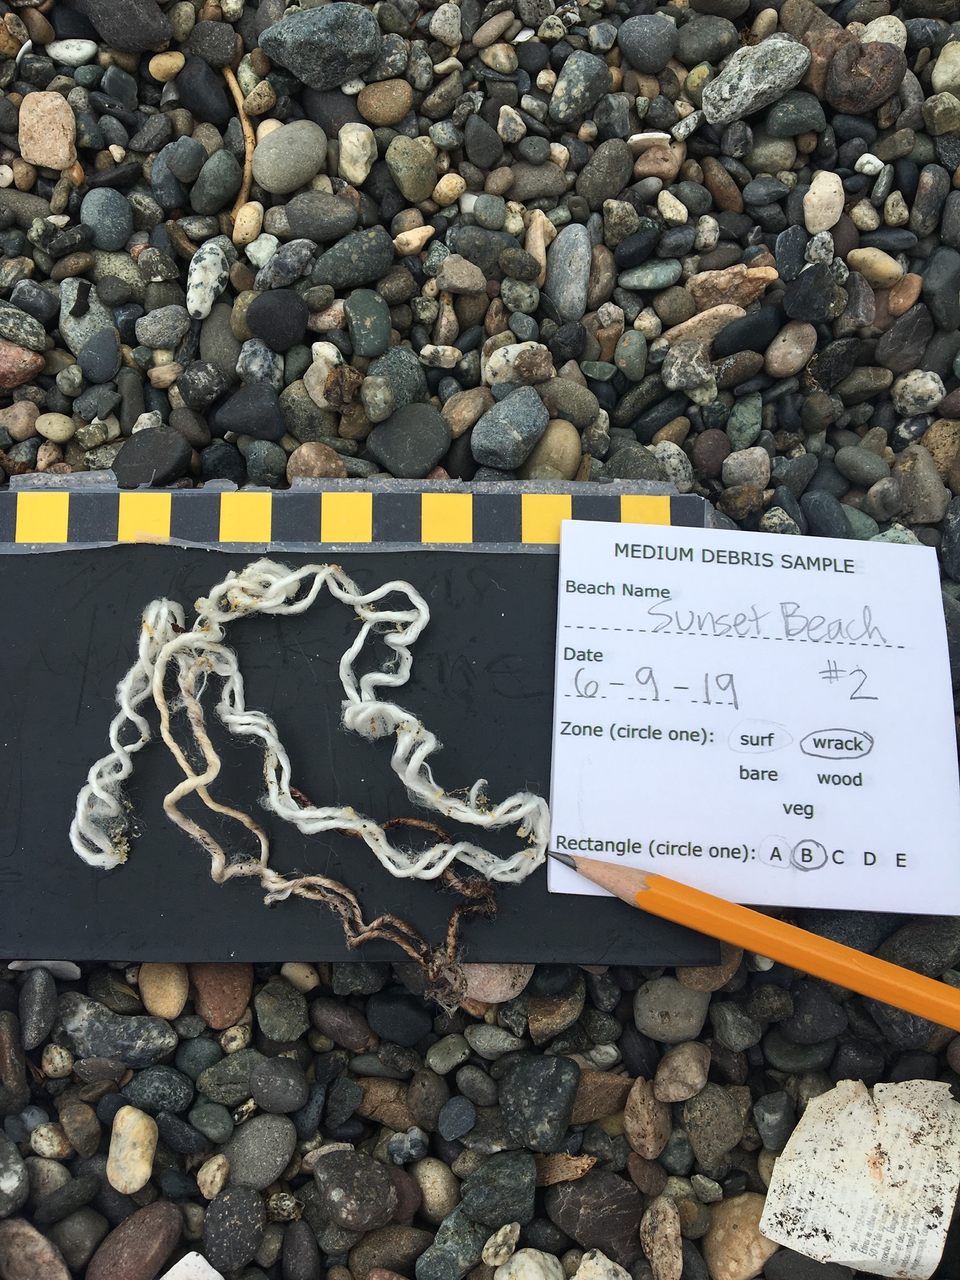 MEDIUM DEBRIS SAMPLE
Beach Name
Sunset Beach
Date
6-9-19 #2
Zone (circle one): surf wrack
bare wood
veg
Rectangle (circle one): A B C D E